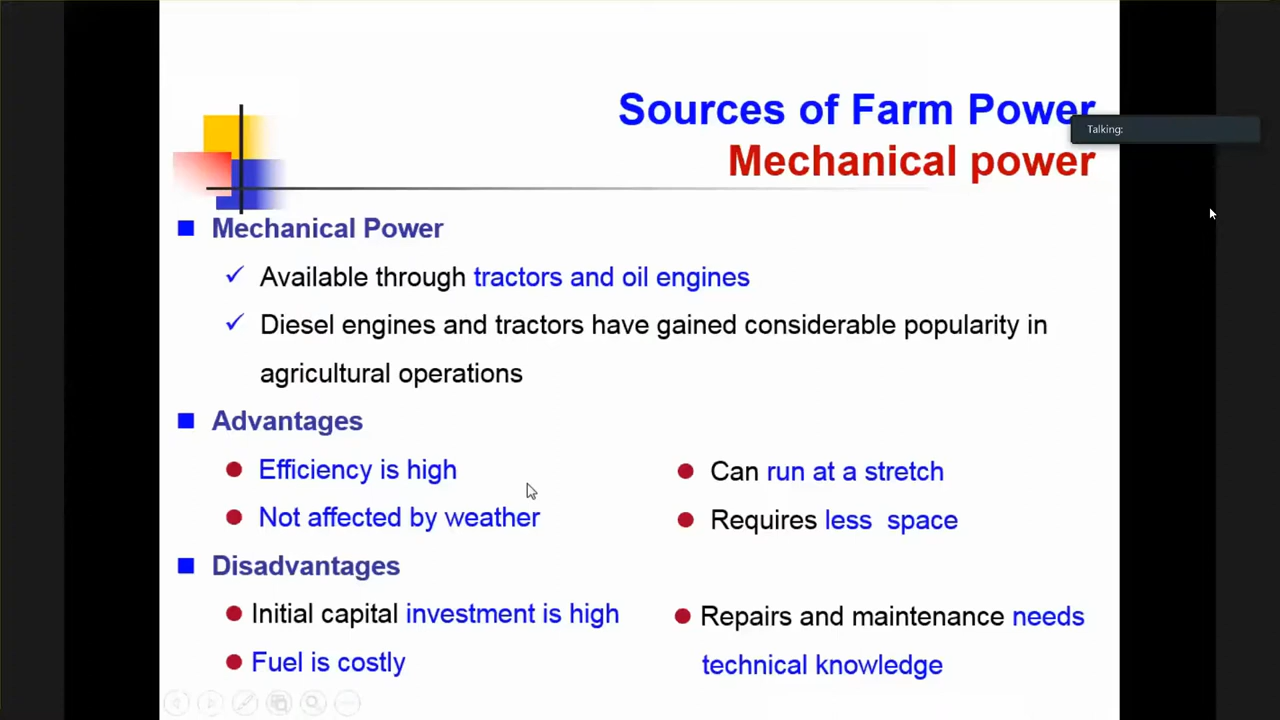 Sources of Farm Power
Mechanical power
Talking:
Mechanical Power
Available through tractors and oil engines
Diesel engines and tractors have gained considerable popularity in
agricultural operations
Advantages
Efficiency is high
Can run at a stretch
Not affected by weather
Requires less space
Disadvantages
Initial capital investment is high
Repairs and maintenance needs
technical knowledge
Fuel is costly